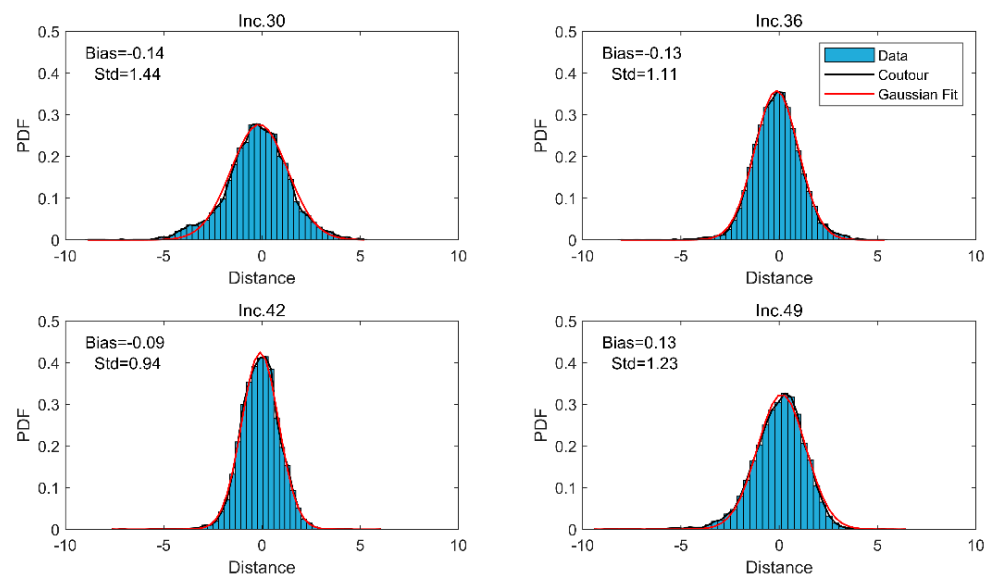 Inc.30
0.5
0.4
0.3
0.2
0.1
0
PDF
Bias=-0.14
Std=1.44
-10
-5
0
5
10
Distance
Inc.36
0.5
0.4
0.3
0.2
0.1
0
PDF
Bias=-0.13
Std=1.11
Data
Coutour
Gaussian Fit
-10
-5
0
5
10
Distance
Inc.42
0.5
0.4
0.3
0.2
0.1
0
PDF
Bias=-0.09
Std=0.94
-10
-5
0
5
10
Distance
Inc.49
0.5
0.4
0.3
0.2
0.1
0
PDF
Bias=0.13
Std=1.23
-10
-5
0
5
10
Distance